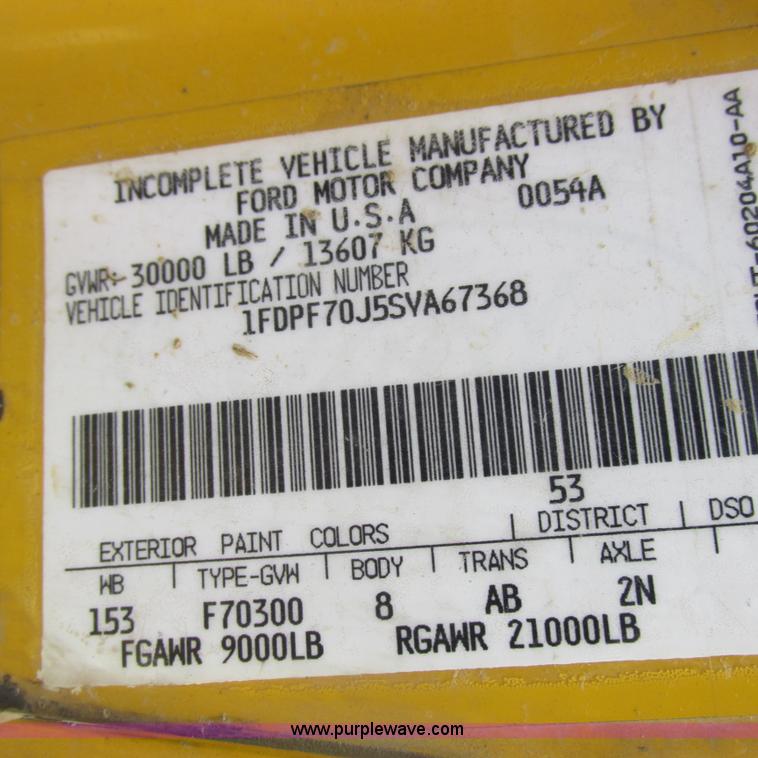 INCOMPLETE VEHICLE MANUFACTURED BY
FORD MOTOR COMPANY
MADE IN U.S.A 0054A
GVWR: 30000 LB / 13607 KG
VEHICLE IDENTIFICATION NUMBER
1FDPF70J5SVA67368
53
EXTERIOR PAINT COLORS | DISTRICT | DSO
WB | TYPE-GVW | BODY | TRANS | AXLE |
153 F70300 8 AB 2N
FGAWR 9000LB RGAWR 21000LB
www.purplewave.com